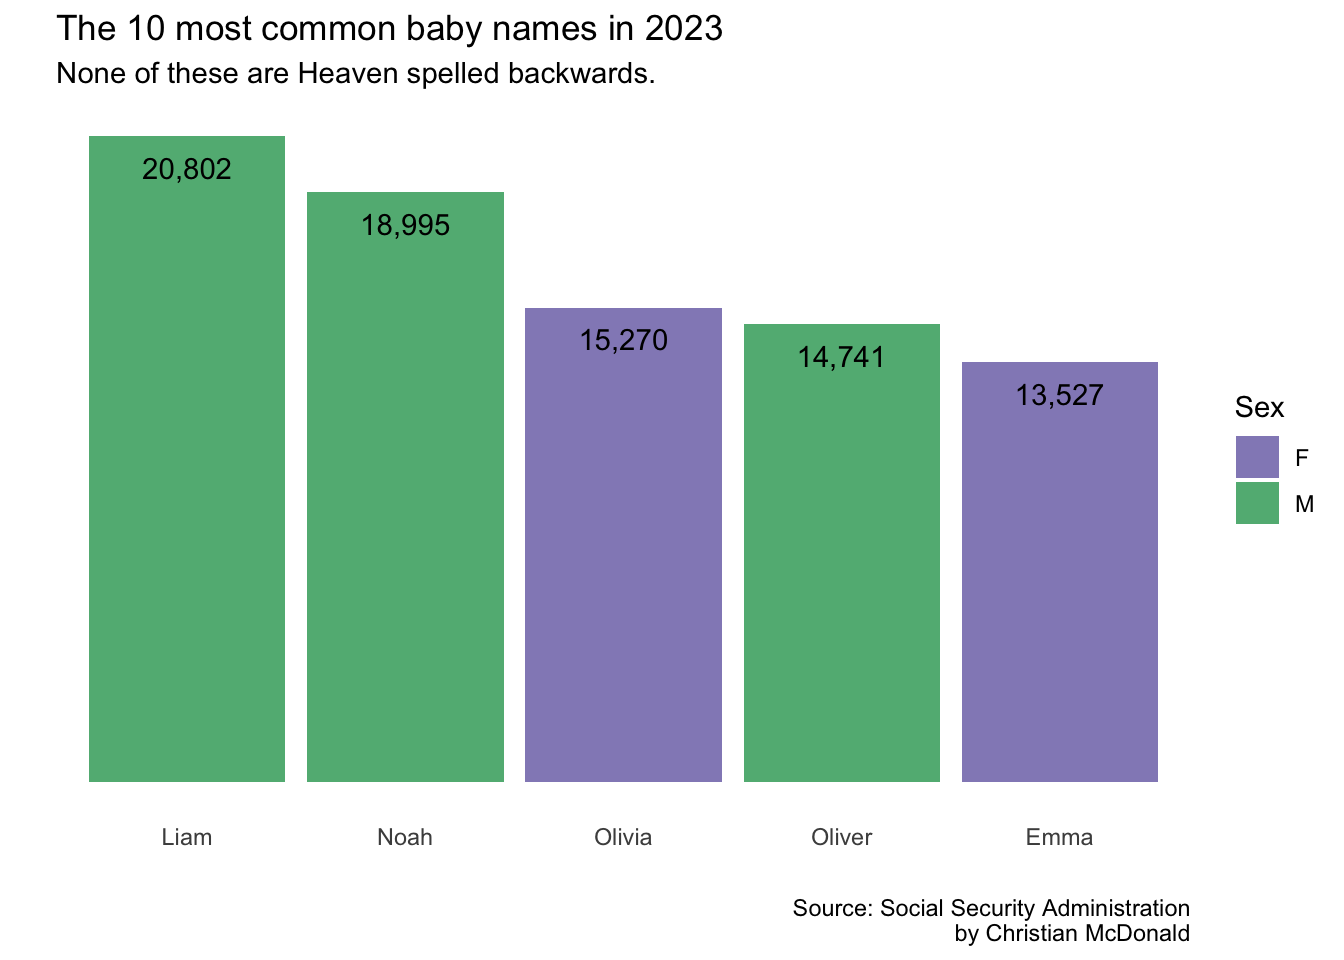 The 10 most common baby names in 2023
None of these are Heaven spelled backwards.
20,802
18,995
15,270
14,741
13,527
Sex
F
M
Liam
Noah
Olivia
Oliver
Emma
Source: Social Security Administration
by Christian McDonald